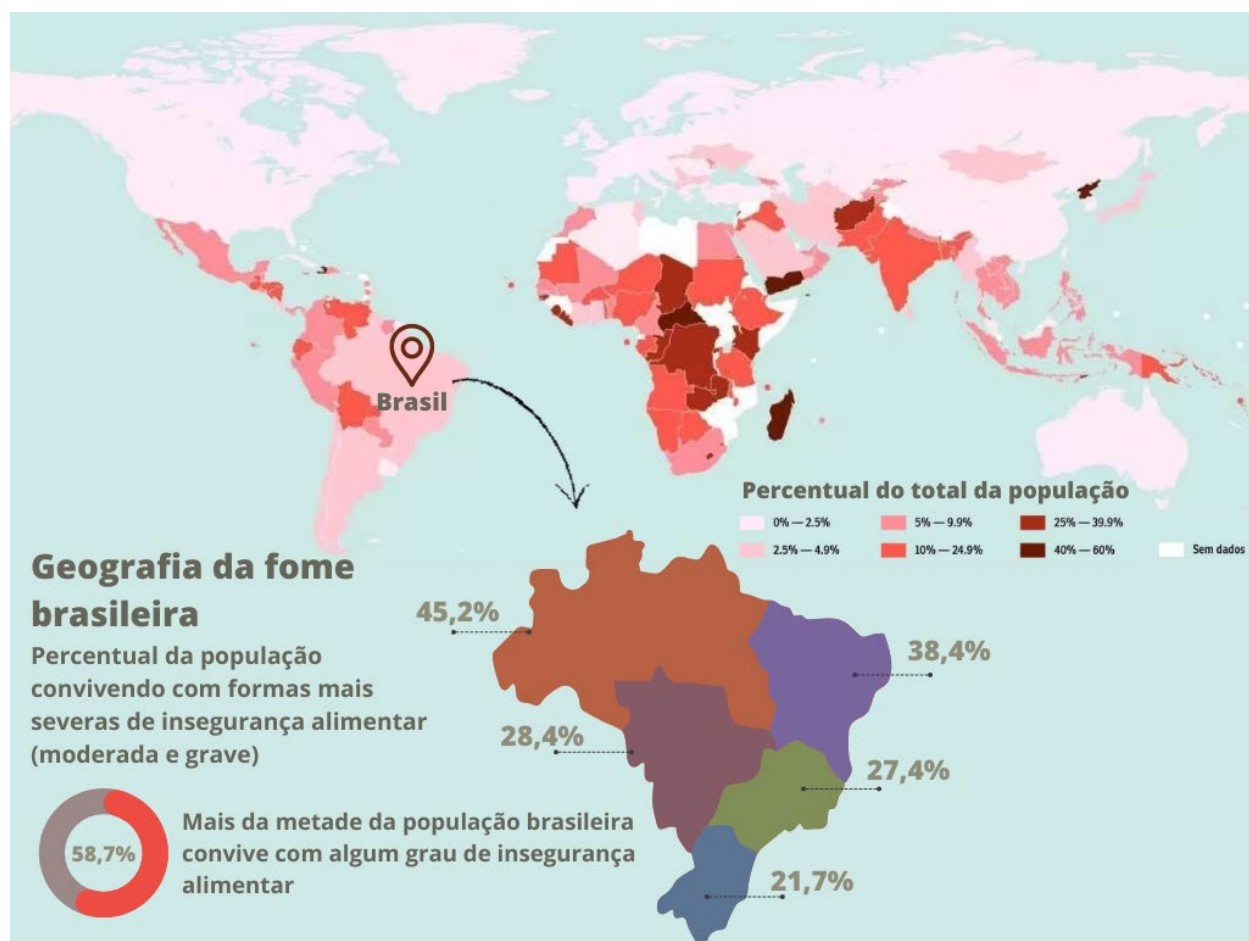 Brasil
Percentual do total da população
0% — 2.5%
5% — 9.9%
25% — 39.9%
2.5% — 4.9%
10% — 24.9%
40% — 60%
Sem dados
Geografia da fome
brasileira
Percentual da população
convivendo com formas mais
severas de insegurança alimentar
(moderada e grave)
45,2%
38,4%
28,4%
27,4%
21,7%
58,7%
Mais da metade da população brasileira
convive com algum grau de insegurança
alimentar